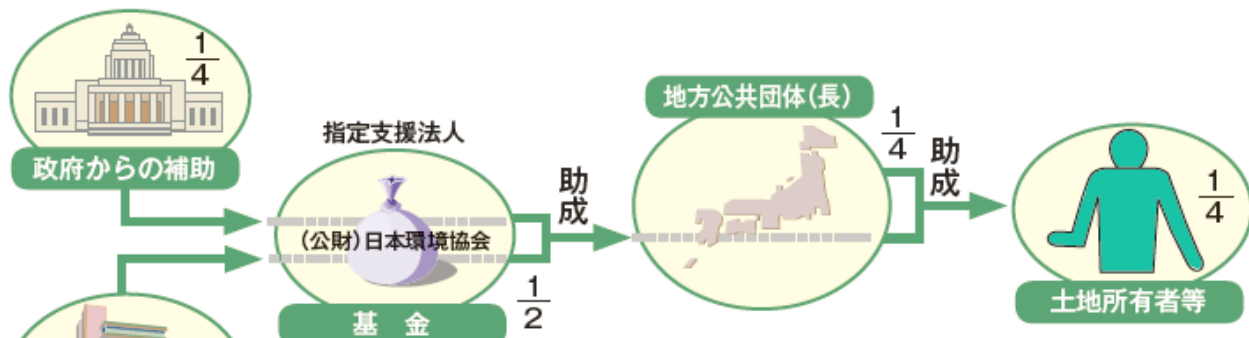 1/4
政府からの補助
指定支援法人
(公財)日本環境協会
基 金
1/2
助成
地方公共団体(長)
1/4
助成
1/4
土地所有者等